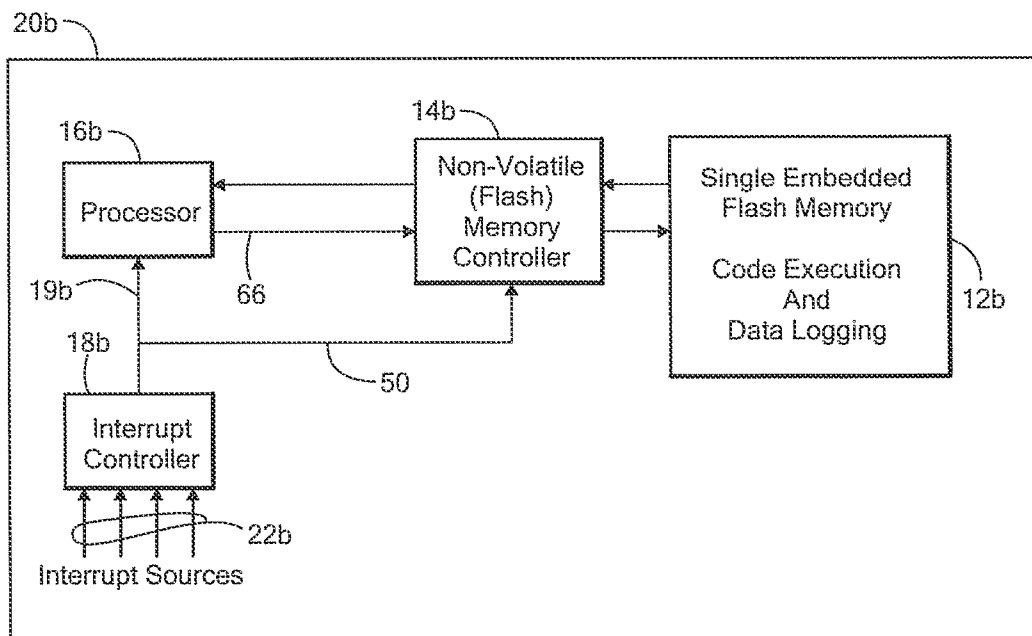 20b
16b
Processor
14b
Non-Volatile
(Flash)
Memory
Controller
Single Embedded
Flash Memory
Code Execution
And
Data Logging
12b
19b
66
18b
50
Interrupt
Controller
22b
Interrupt Sources